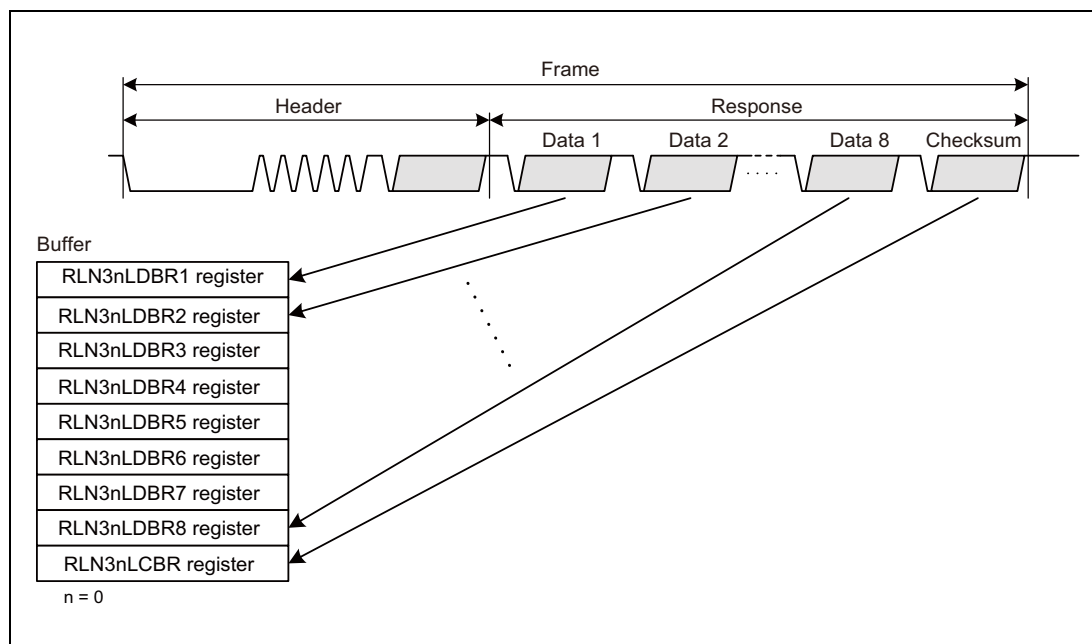 Frame
Header
Response
Data 1
Data 2
Data 8
Checksum
Buffer
RLN3nLDBR1 register
RLN3nLDBR2 register
RLN3nLDBR3 register
RLN3nLDBR4 register
RLN3nLDBR5 register
RLN3nLDBR6 register
RLN3nLDBR7 register
RLN3nLDBR8 register
RLN3nLCBR register
n = 0